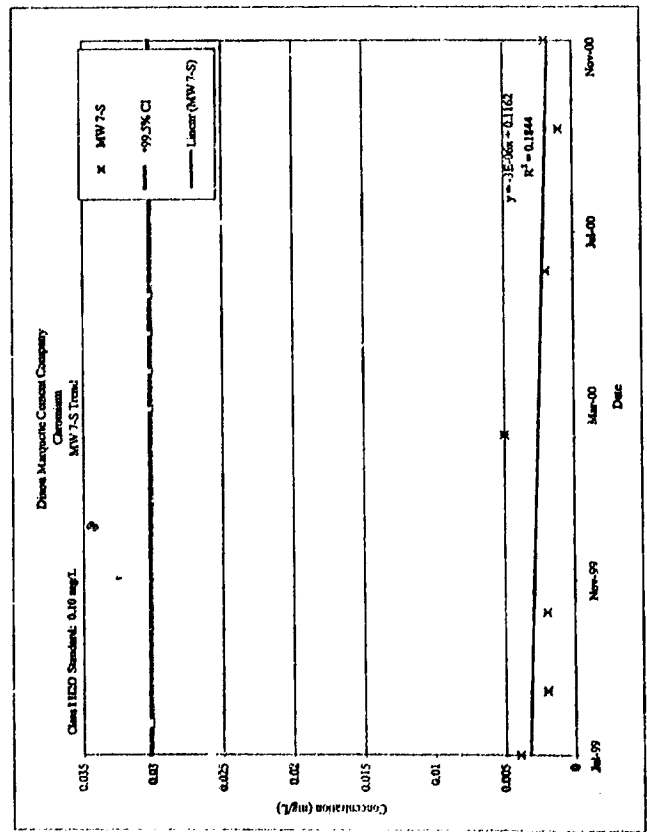 Dixon Marquette Cement Company
Chromium
MW 7-S Trend
Class I H2O Standard: 0.10 mg/L
MW 7-S
+99.5% CI
Linear (MW 7-S)
Concentration (mg/L)
0.035
0.03
0.025
0.02
0.015
0.01
0.005
0
y = -3E-06x + 0.1162
R² = 0.1844
Jul-99
Nov-99
Mar-00
Jul-00
Nov-00
Date